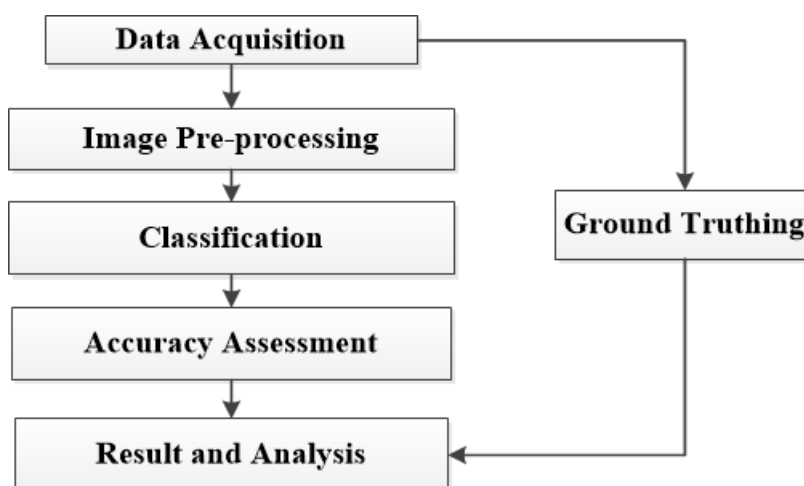 Data Acquisition
Image Pre-processing
Classification
Ground Truthing
Accuracy Assessment
Result and Analysis